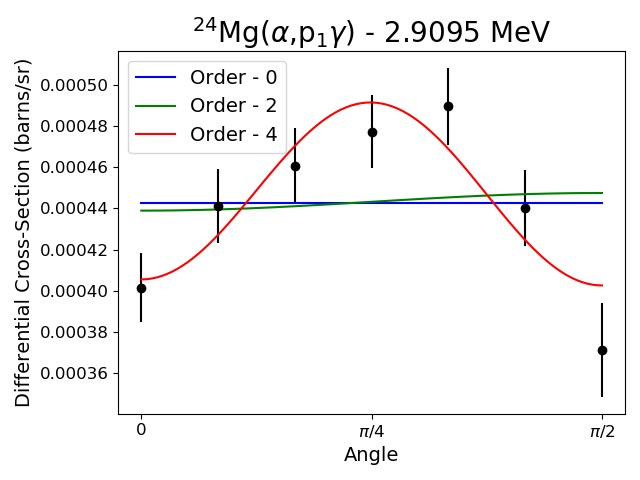 ²⁴Mg(α,p₁γ) - 2.9095 MeV
Order - 0
Order - 2
Order - 4
Differential Cross-Section (barns/sr)
0.00050
0.00048
0.00046
0.00044
0.00042
0.00040
0.00038
0.00036
0
π/4
π/2
Angle